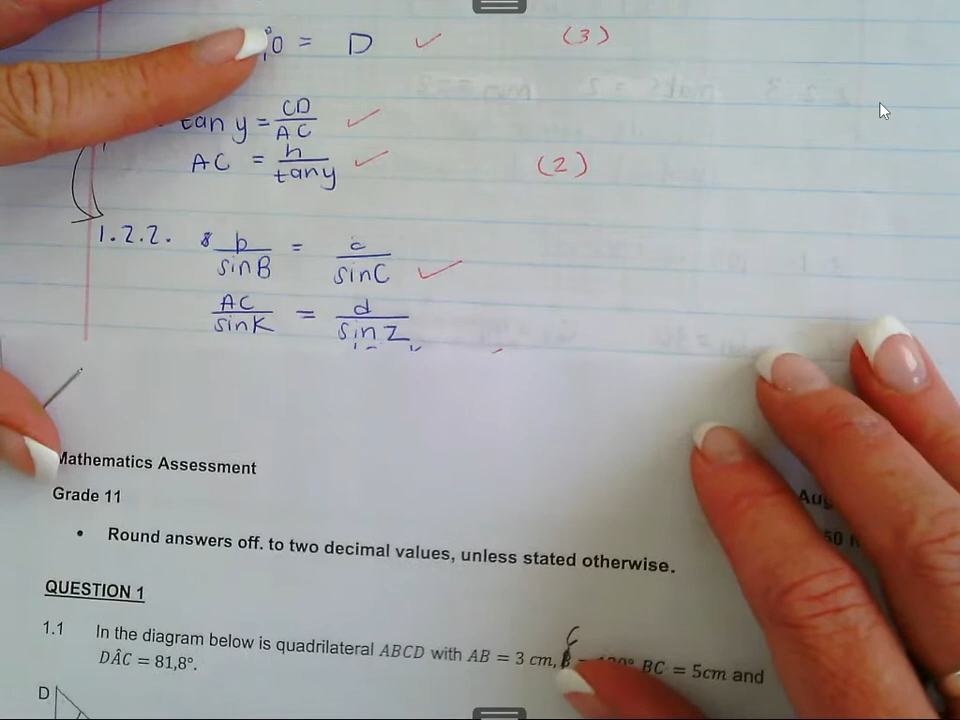 0 = D ✓ (3)
tan y = CD/AC ✓
AC = h/tan y ✓ (2)
1.2.2. b/sinB = c/sinC ✓
AC/sinK = d/sinZ
Mathematics Assessment
Grade 11
• Round answers off. to two decimal values, unless stated otherwise.
QUESTION 1
C
1.1 In the diagram below is quadrilateral ABCD with AB = 3 cm, BC = 5cm and
DÂC = 81,8°.
D